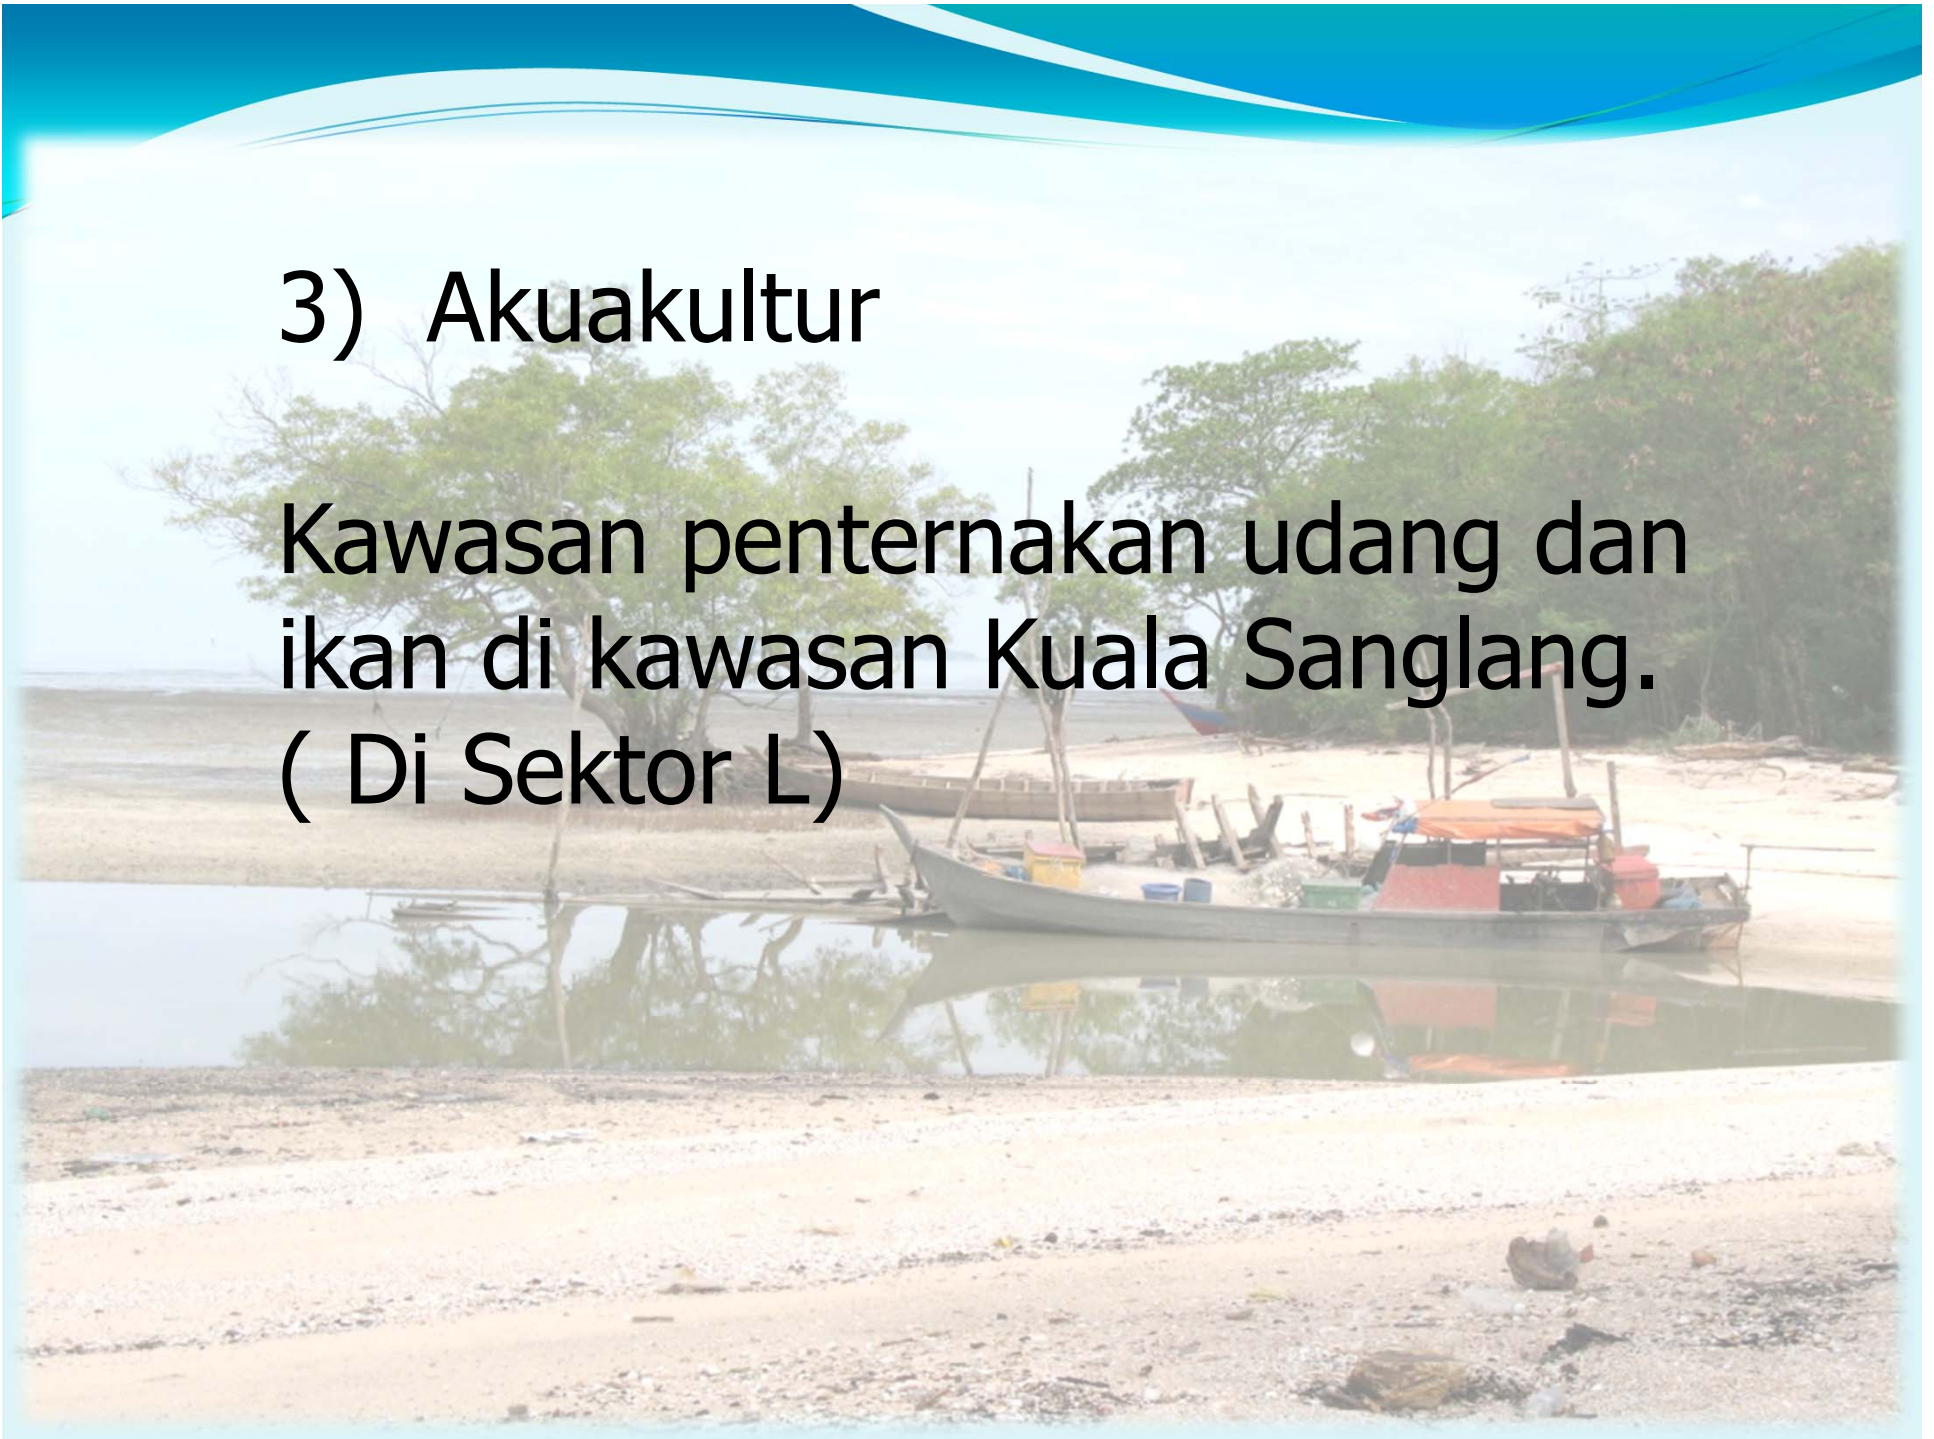 3) Akuakultur
Kawasan penternakan udang dan
ikan di kawasan Kuala Sanglang.
( Di Sektor L)